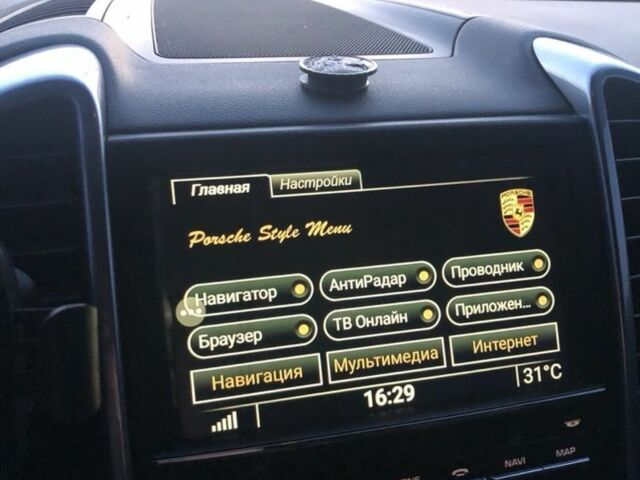 Главная Настройки
Porsche Style Menu
PORSCHE
Навигатор АнтиРадар Проводник
Браузер ТВ Онлайн Приложен...
Навигация Мультимедиа Интернет
16:29 31°C
NAVI MAP